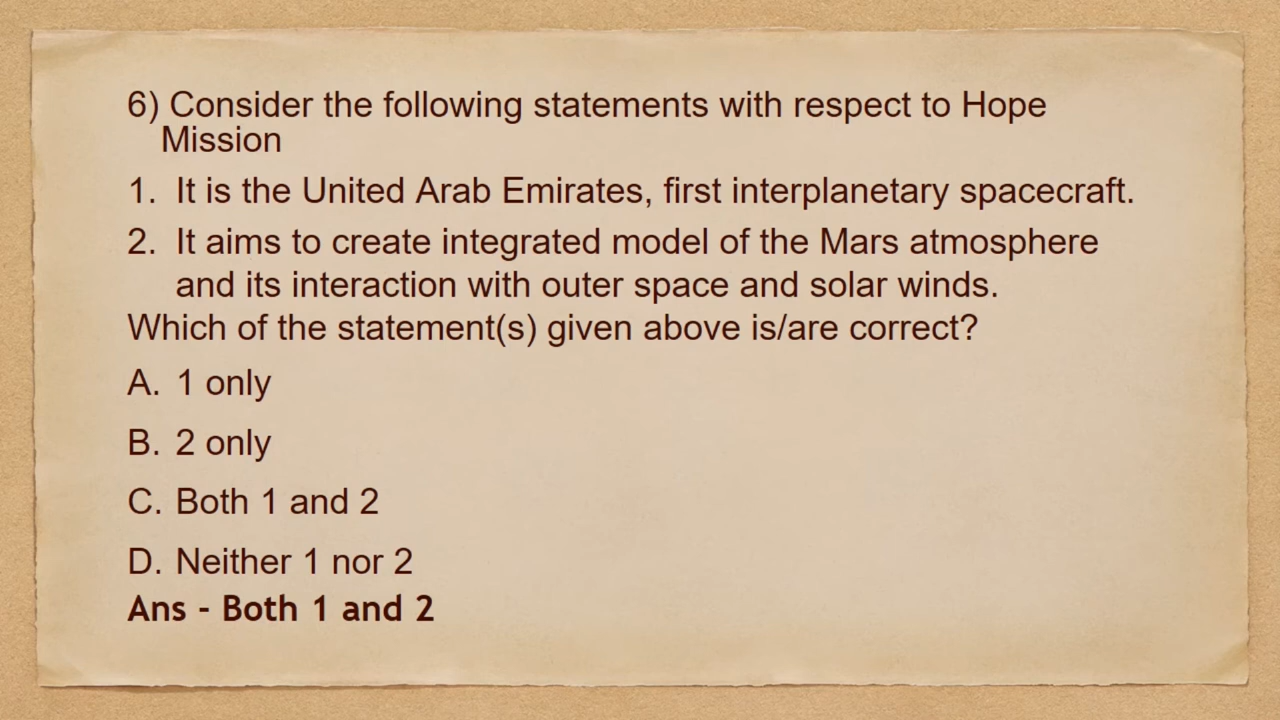 6) Consider the following statements with respect to Hope
Mission
1. It is the United Arab Emirates, first interplanetary spacecraft.
2. It aims to create integrated model of the Mars atmosphere
and its interaction with outer space and solar winds.
Which of the statement(s) given above is/are correct?
A. 1 only
B. 2 only
C. Both 1 and 2
D. Neither 1 nor 2
Ans - Both 1 and 2